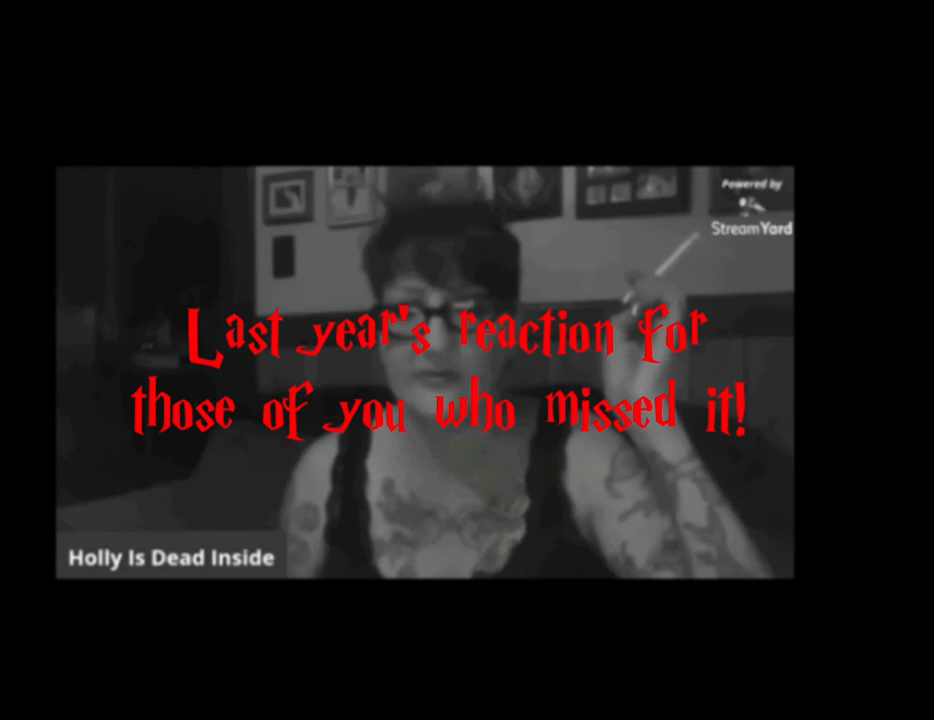 Powered by
StreamYard
Last year's reaction for
those of you who missed it!
Holly Is Dead Inside